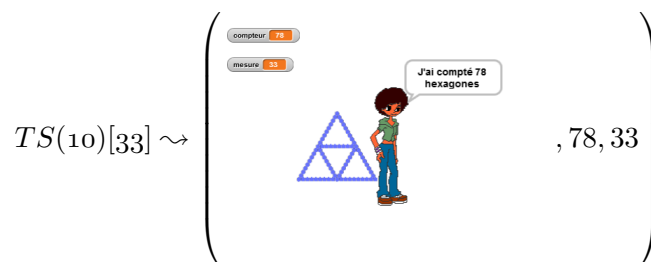 compteur 78
mesure 33
J'ai compté 78
hexagones
TS(10)[33] ⤳ ( , 78, 33 )